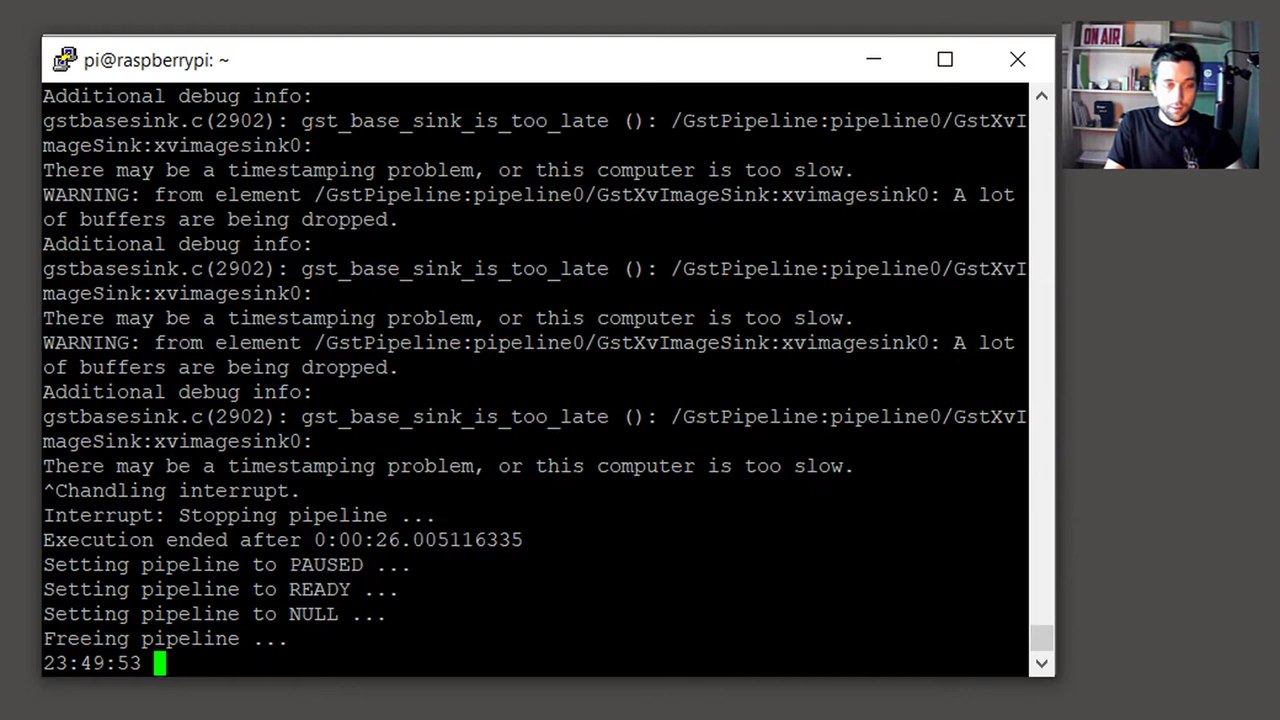 pi@raspberrypi: ~
ON AIR
Additional debug info:
gstbasesink.c(2902): gst_base_sink_is_too_late (): /GstPipeline:pipeline0/GstXvI
mageSink:xvimagesink0:
There may be a timestamping problem, or this computer is too slow.
WARNING: from element /GstPipeline:pipeline0/GstXvImageSink:xvimagesink0: A lot
of buffers are being dropped.
Additional debug info:
gstbasesink.c(2902): gst_base_sink_is_too_late (): /GstPipeline:pipeline0/GstXvI
mageSink:xvimagesink0:
There may be a timestamping problem, or this computer is too slow.
WARNING: from element /GstPipeline:pipeline0/GstXvImageSink:xvimagesink0: A lot
of buffers are being dropped.
Additional debug info:
gstbasesink.c(2902): gst_base_sink_is_too_late (): /GstPipeline:pipeline0/GstXvI
mageSink:xvimagesink0:
There may be a timestamping problem, or this computer is too slow.
^Chandling interrupt.
Interrupt: Stopping pipeline ...
Execution ended after 0:00:26.005116335
Setting pipeline to PAUSED ...
Setting pipeline to READY ...
Setting pipeline to NULL ...
Freeing pipeline ...
23:49:53